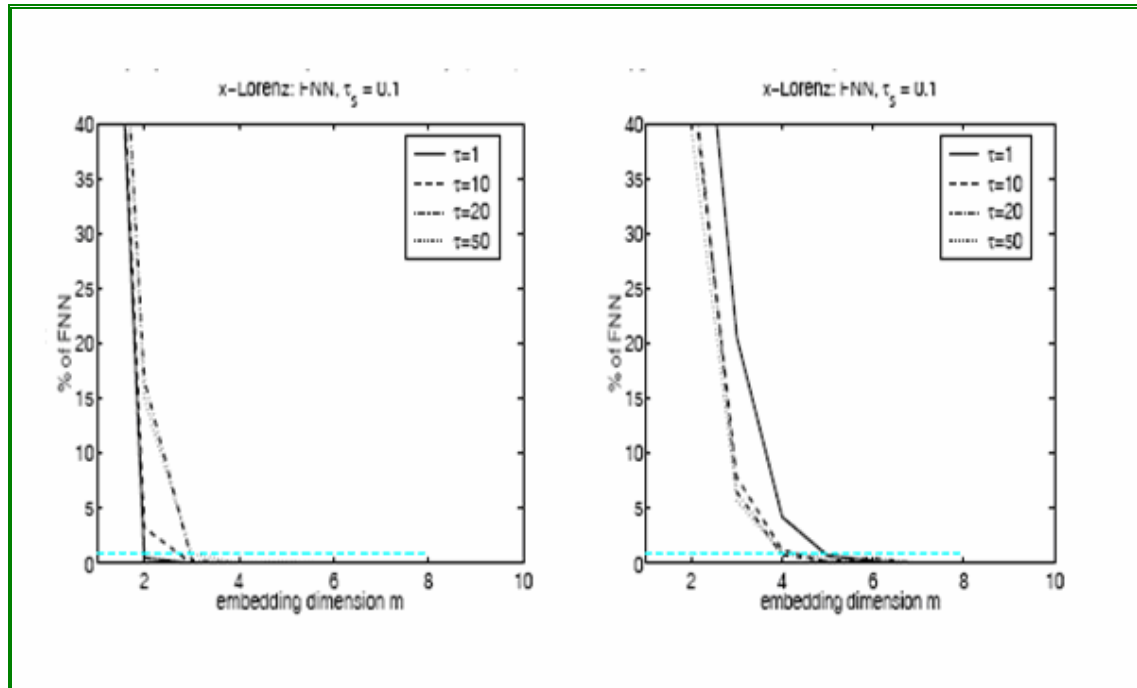 x-Lorenz: FNN, τs = 0.1
40
35
30
25
20
15
10
5
0
% of FNN
τ=1
τ=10
τ=20
τ=50
2
4
6
8
10
embedding dimension m
x-Lorenz: FNN, τs = 0.1
40
35
30
25
20
15
10
5
0
% of FNN
τ=1
τ=10
τ=20
τ=50
2
4
6
8
10
embedding dimension m